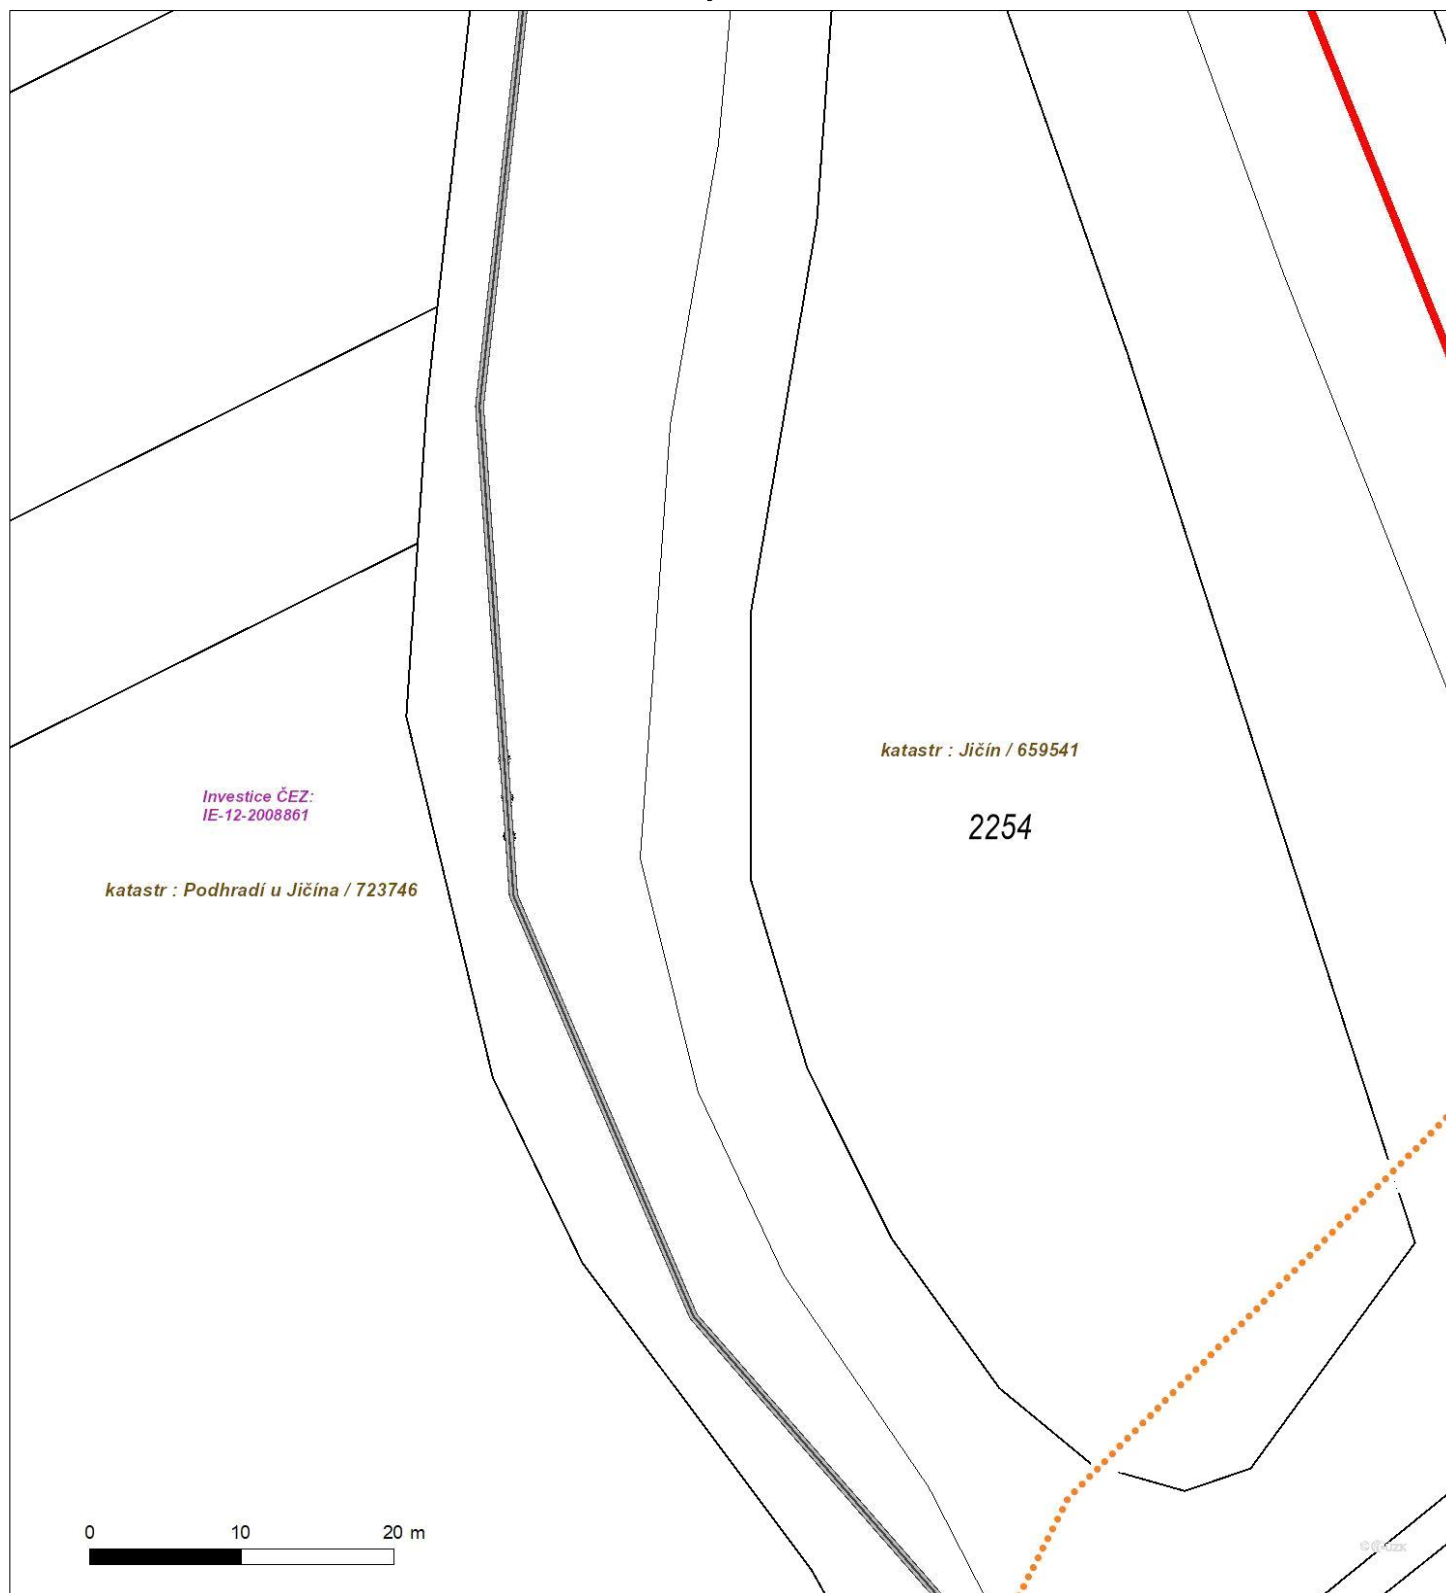 katastr : Jičín / 659541
Investice ČEZ:
IE-12-2008861
2254
katastr : Podhradí u Jičína / 723746
0 10 20 m